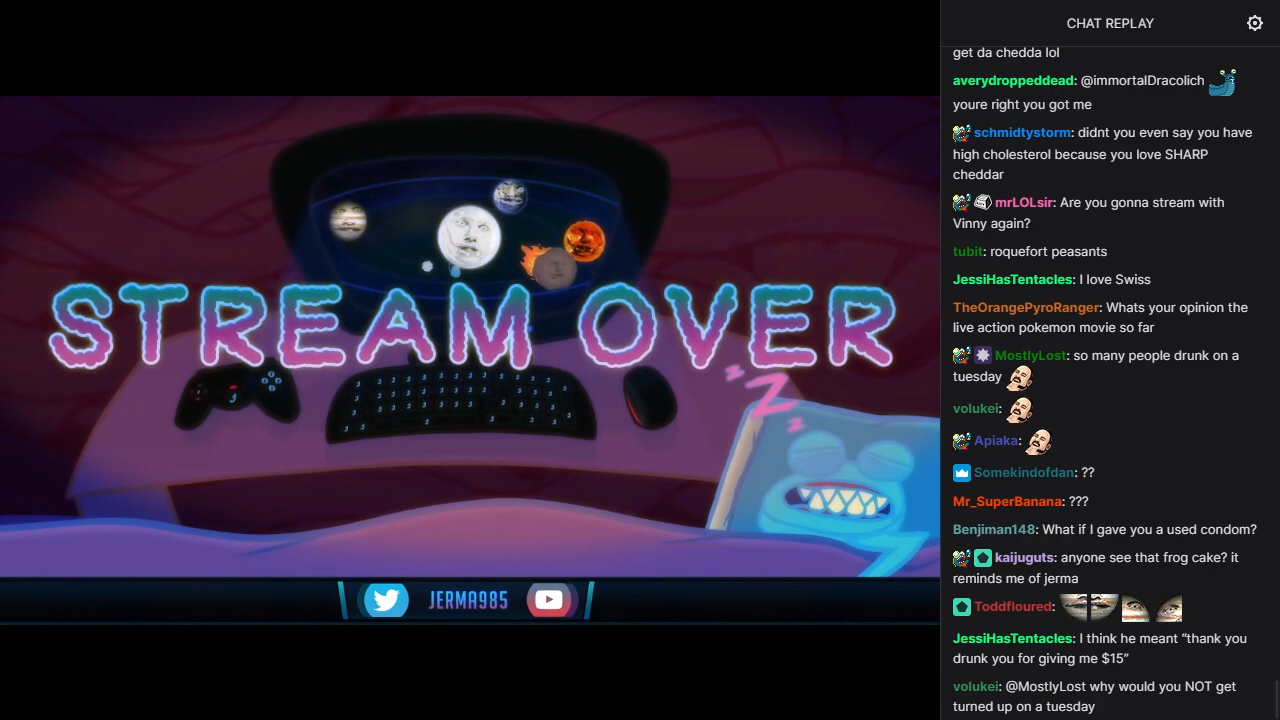 CHAT REPLAY
get da chedda lol
averydroppeddead: @immortalDracolich
youre right you got me
schmidtystorm: didnt you even say you have
high cholesterol because you love SHARP
cheddar
mrLOLsir: Are you gonna stream with
Vinny again?
tubit: roquefort peasants
JessiHasTentacles: I love Swiss
TheOrangePyroRanger: Whats your opinion the
live action pokemon movie so far
MostlyLost: so many people drunk on a
tuesday
volukei:
Apiaka:
Somekindofdan: ??
Mr_SuperBanana: ???
Benjiman148: What if I gave you a used condom?
kaijuguts: anyone see that frog cake? it
reminds me of jerma
Toddfloured:
JessiHasTentacles: I think he meant “thank you
drunk you for giving me $15”
volukei: @MostlyLost why would you NOT get
turned up on a tuesday
STREAM OVER
z
Z
z
JERMA985